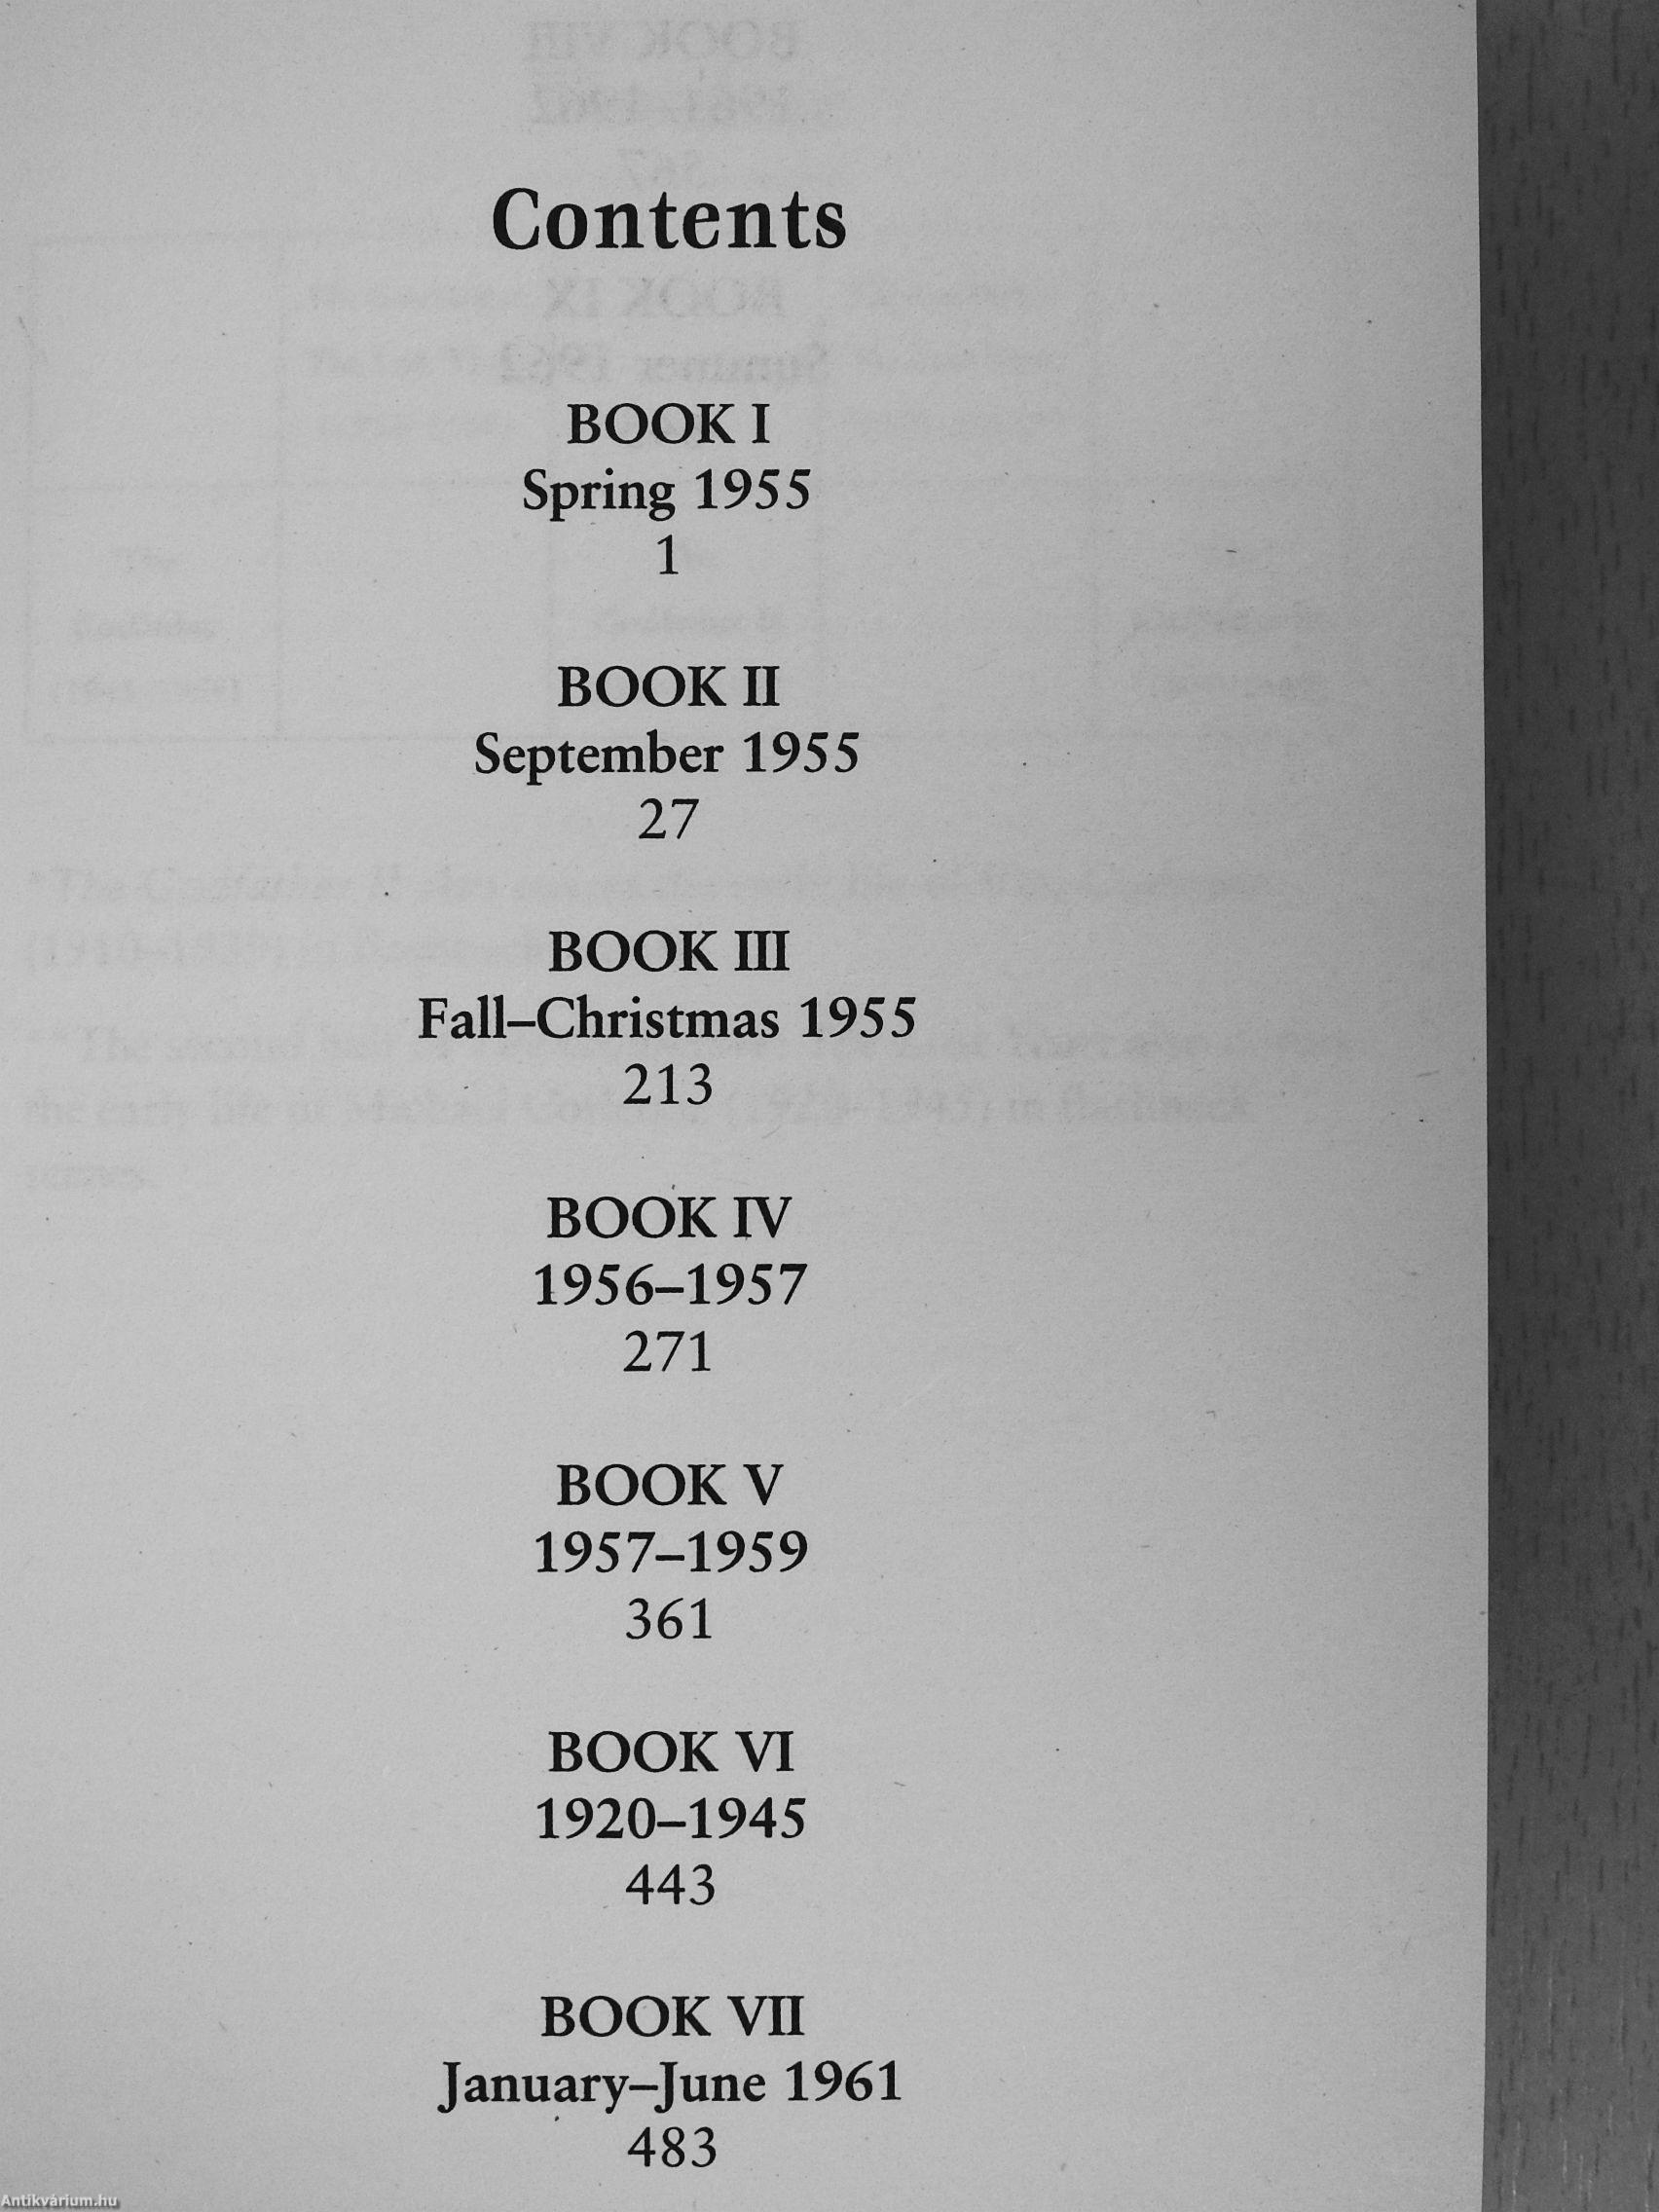 Contents
BOOK I
Spring 1955
1
BOOK II
September 1955
27
BOOK III
Fall–Christmas 1955
213
BOOK IV
1956–1957
271
BOOK V
1957–1959
361
BOOK VI
1920–1945
443
BOOK VII
January–June 1961
483
Antikvárium.hu